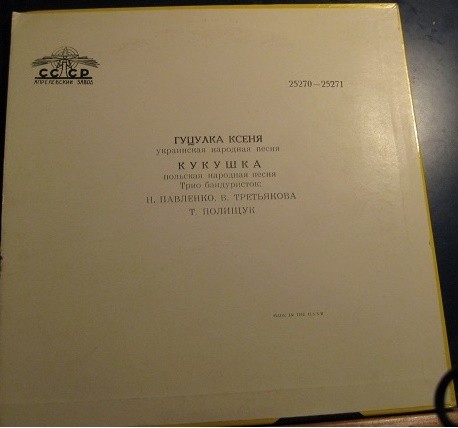 СССР
АПРЕЛЕВСКИЙ ЗАВОД
25270—25271
ГУЦУЛКА КСЕНЯ
украинская народная песня
КУКУШКА
польская народная песня
Трио бандуристок:
Н. ПАВЛЕНКО, В. ТРЕТЬЯКОВА
Т. ПОЛИЩУК
MADE IN THE U.S.S.R